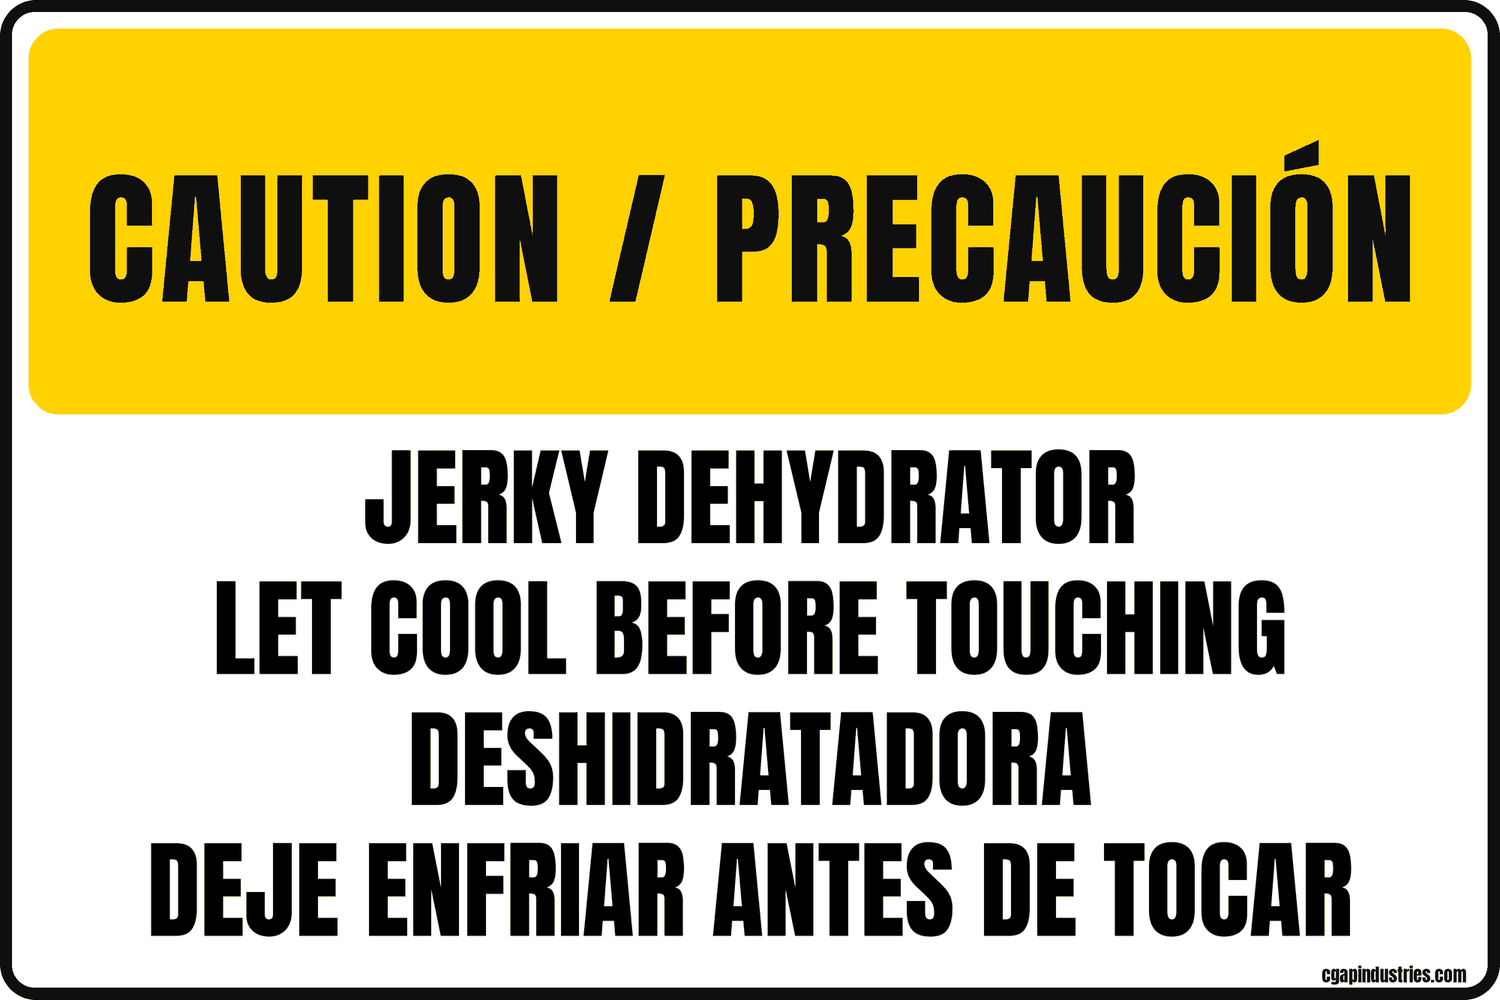 CAUTION / PRECAUCIÓN
JERKY DEHYDRATOR
LET COOL BEFORE TOUCHING
DESHIDRATADORA
DEJE ENFRIAR ANTES DE TOCAR
cgapindustries.com